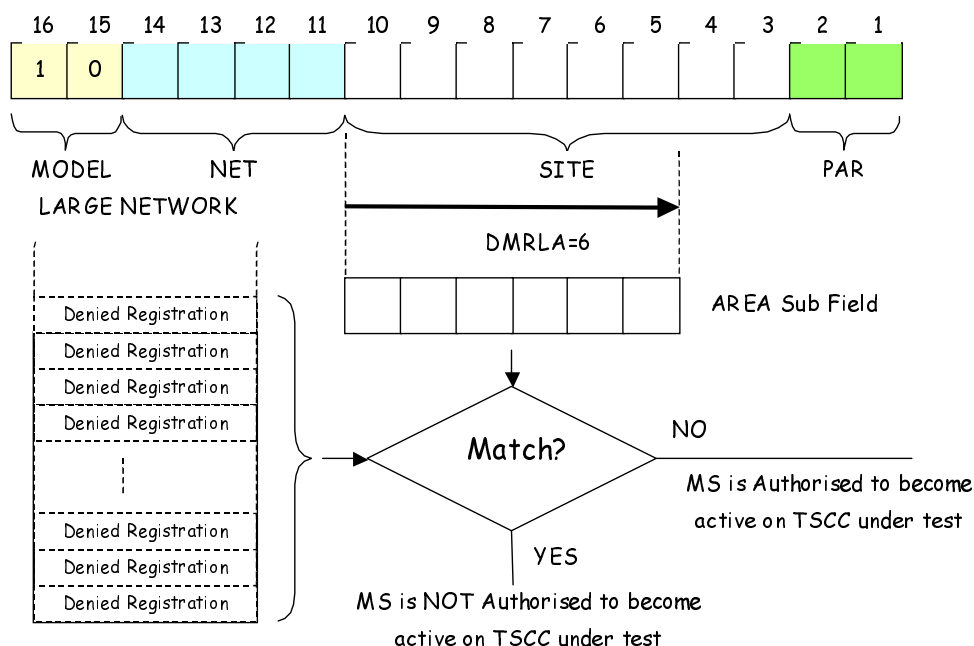 16 15 14 13 12 11 10 9 8 7 6 5 4 3 2 1
1 0
MODEL NET SITE PAR
LARGE NETWORK
DMRLA=6
AREA Sub Field
Denied Registration
Denied Registration
Denied Registration
Denied Registration
Match?
NO
MS is Authorised to become
active on TSCC under test
Denied Registration
Denied Registration
Denied Registration
YES
MS is NOT Authorised to become
active on TSCC under test